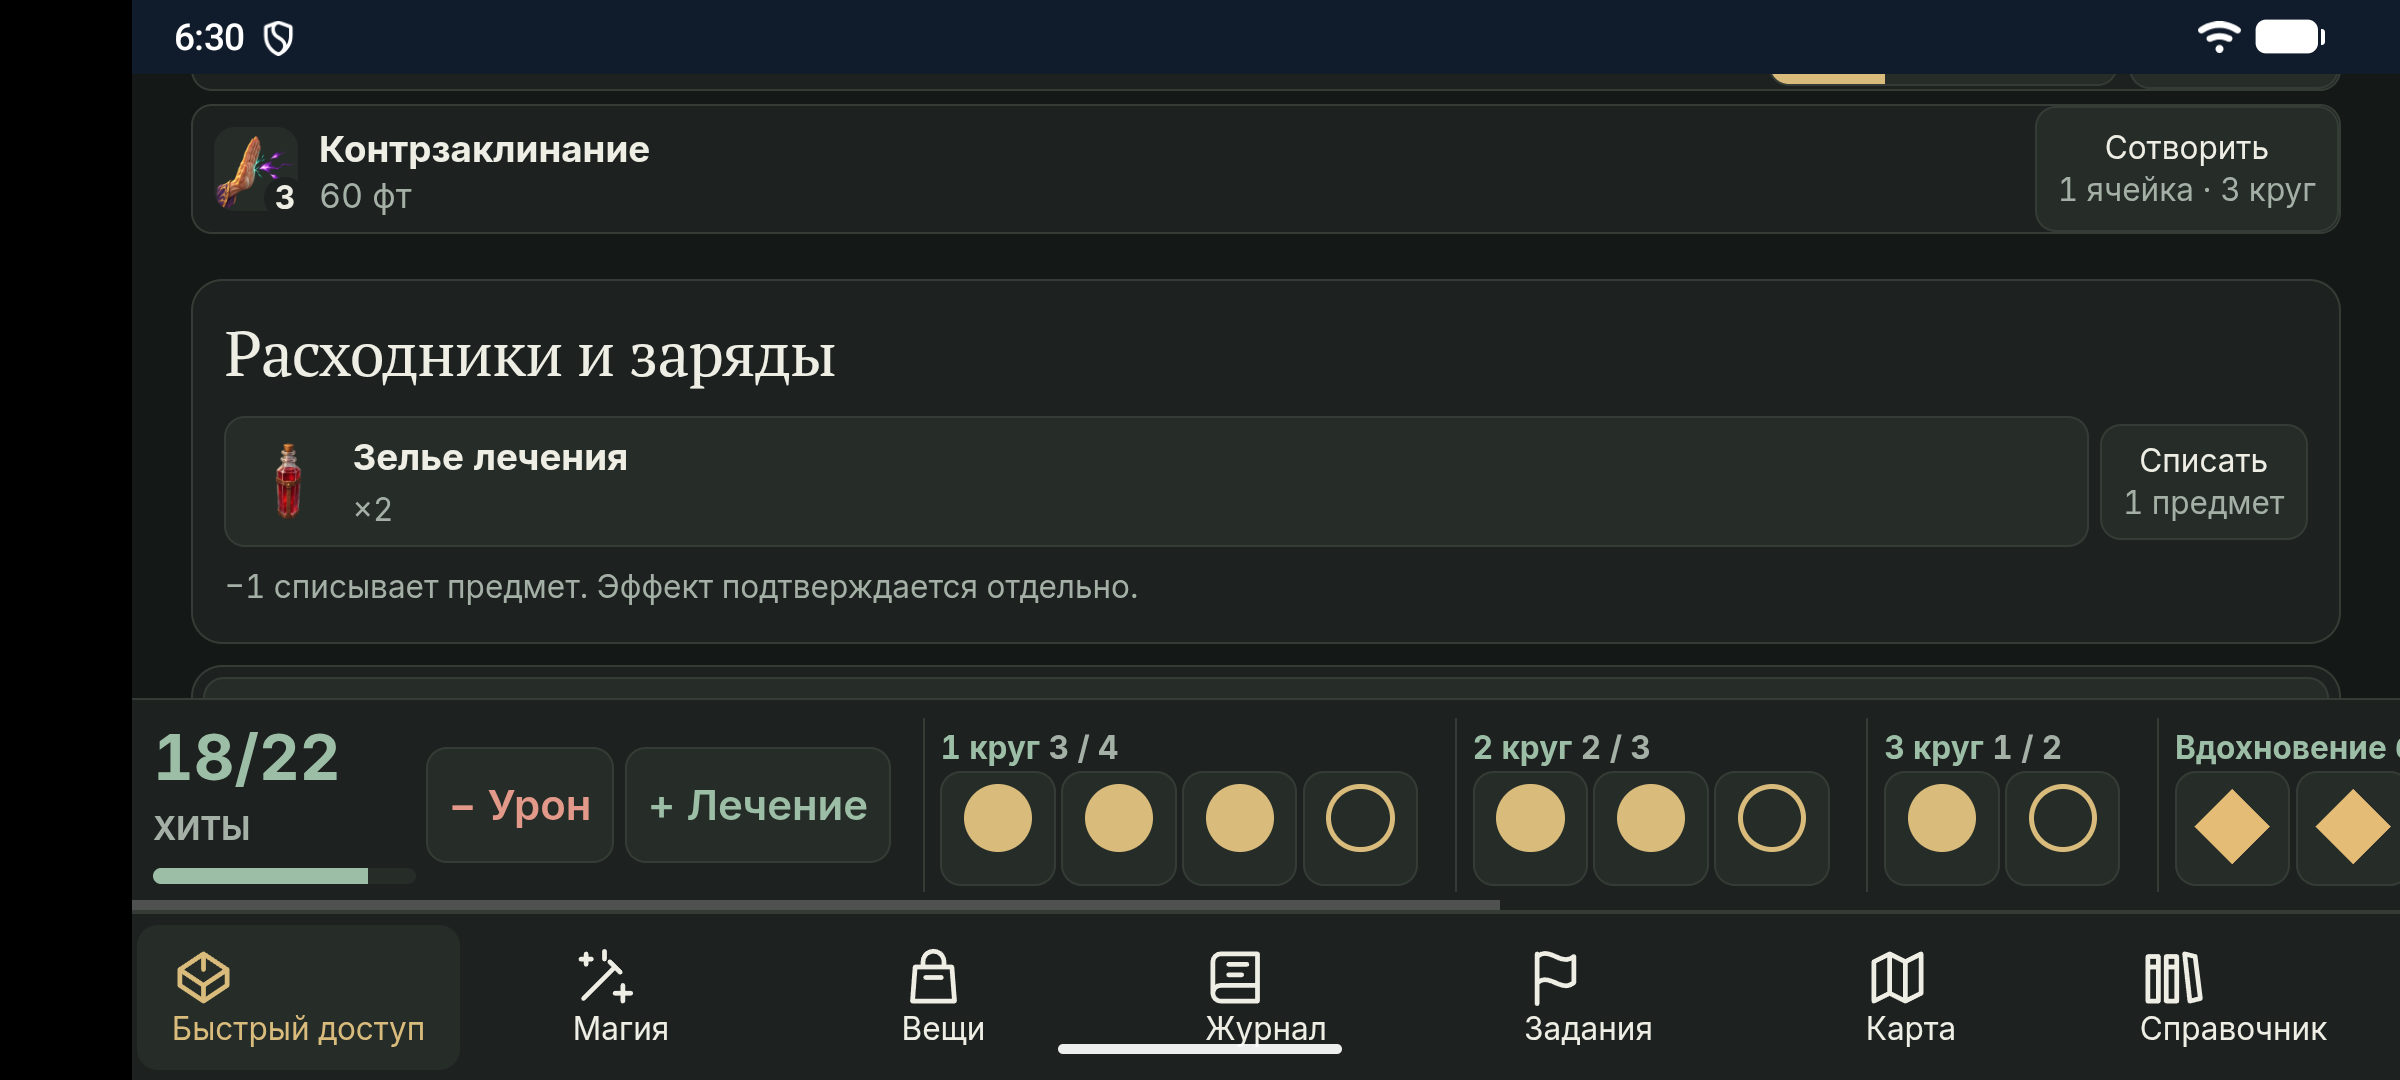 6:30
Контрзаклинание
60 фт
3
Сотворить
1 ячейка · 3 круг
Расходники и заряды
Зелье лечения
×2
Списать
1 предмет
−1 списывает предмет. Эффект подтверждается отдельно.
18/22
хиты
− Урон
+ Лечение
1 круг 3 / 4
2 круг 2 / 3
3 круг 1 / 2
Вдохновение
Быстрый доступ
Магия
Вещи
Журнал
Задания
Карта
Справочник